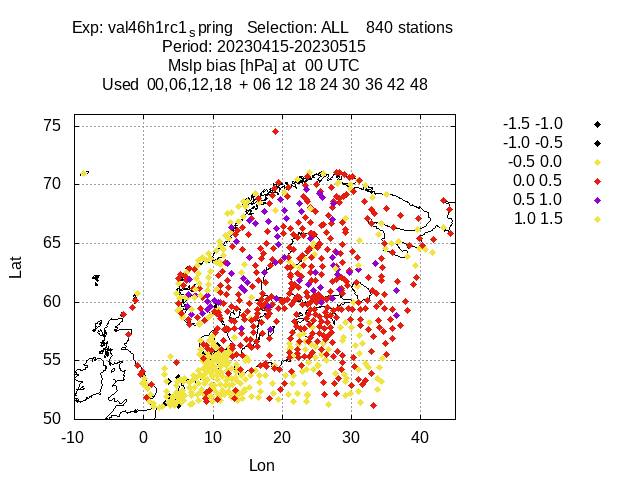 Exp: val46h1rc1spring Selection: ALL 840 stations
Period: 20230415-20230515
Mslp bias [hPa] at 00 UTC
Used 00,06,12,18 + 06 12 18 24 30 36 42 48
-1.5 -1.0
-1.0 -0.5
-0.5 0.0
0.0 0.5
0.5 1.0
1.0 1.5
75
70
65
60
55
50
Lat
-10 0 10 20 30 40
Lon